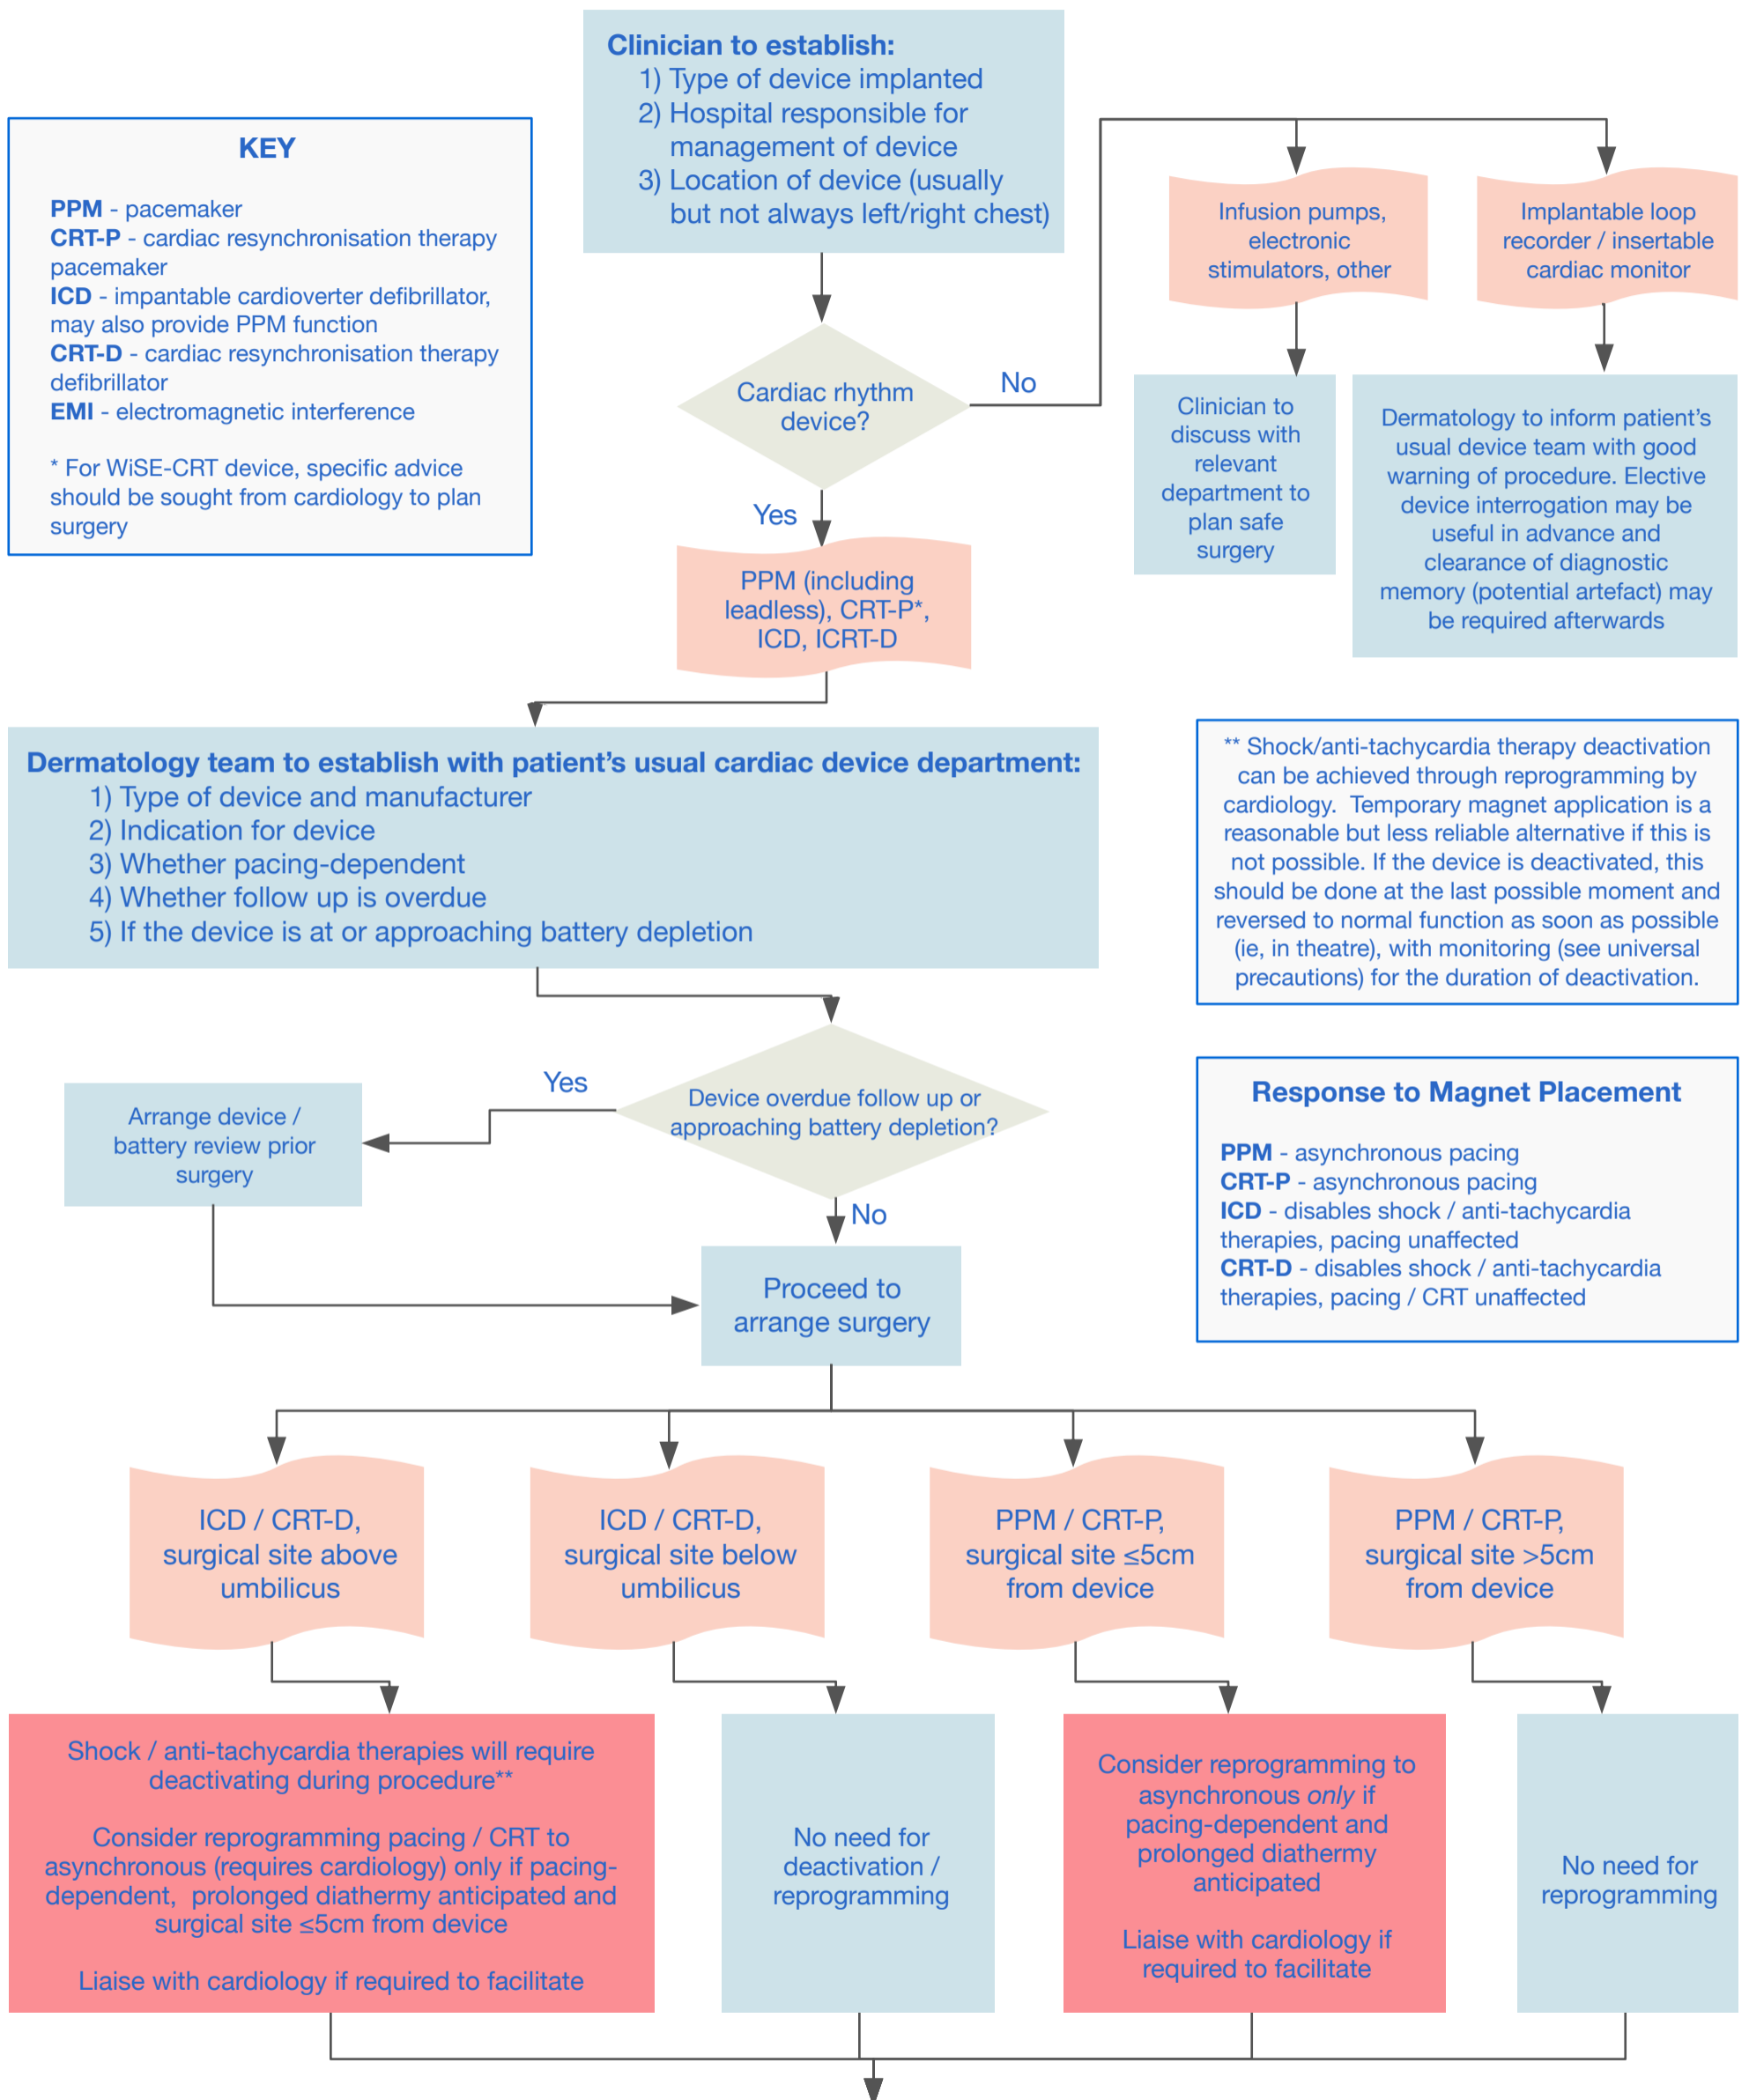 Clinician to establish:
1) Type of device implanted
2) Hospital responsible for
management of device
3) Location of device (usually
but not always left/right chest)
KEY
PPM - pacemaker
CRT-P - cardiac resynchronisation therapy
pacemaker
ICD - impantable cardioverter defibrillator,
may also provide PPM function
CRT-D - cardiac resynchronisation therapy
defibrillator
EMI - electromagnetic interference
* For WiSE-CRT device, specific advice
should be sought from cardiology to plan
surgery
Infusion pumps,
electronic
stimulators, other
Implantable loop
recorder / insertable
cardiac monitor
Cardiac rhythm
device?
No
Yes
Clinician to
discuss with
relevant
department to
plan safe
surgery
Dermatology to inform patient’s
usual device team with good
warning of procedure. Elective
device interrogation may be
useful in advance and
clearance of diagnostic
memory (potential artefact) may
be required afterwards
PPM (including
leadless), CRT-P*,
ICD, ICRT-D
Dermatology team to establish with patient’s usual cardiac device department:
1) Type of device and manufacturer
2) Indication for device
3) Whether pacing-dependent
4) Whether follow up is overdue
5) If the device is at or approaching battery depletion
** Shock/anti-tachycardia therapy deactivation
can be achieved through reprogramming by
cardiology. Temporary magnet application is a
reasonable but less reliable alternative if this is
not possible. If the device is deactivated, this
should be done at the last possible moment and
reversed to normal function as soon as possible
(ie, in theatre), with monitoring (see universal
precautions) for the duration of deactivation.
Device overdue follow up or
approaching battery depletion?
Yes
No
Arrange device /
battery review prior
surgery
Response to Magnet Placement
PPM - asynchronous pacing
CRT-P - asynchronous pacing
ICD - disables shock / anti-tachycardia
therapies, pacing unaffected
CRT-D - disables shock / anti-tachycardia
therapies, pacing / CRT unaffected
Proceed to
arrange surgery
ICD / CRT-D,
surgical site above
umbilicus
ICD / CRT-D,
surgical site below
umbilicus
PPM / CRT-P,
surgical site ≤5cm
from device
PPM / CRT-P,
surgical site >5cm
from device
Shock / anti-tachycardia therapies will require
deactivating during procedure**
Consider reprogramming pacing / CRT to
asynchronous (requires cardiology) only if pacing-
dependent, prolonged diathermy anticipated and
surgical site ≤5cm from device
Liaise with cardiology if required to facilitate
No need for
deactivation /
reprogramming
Consider reprogramming to
asynchronous only if
pacing-dependent and
prolonged diathermy
anticipated
Liaise with cardiology if
required to facilitate
No need for
reprogramming